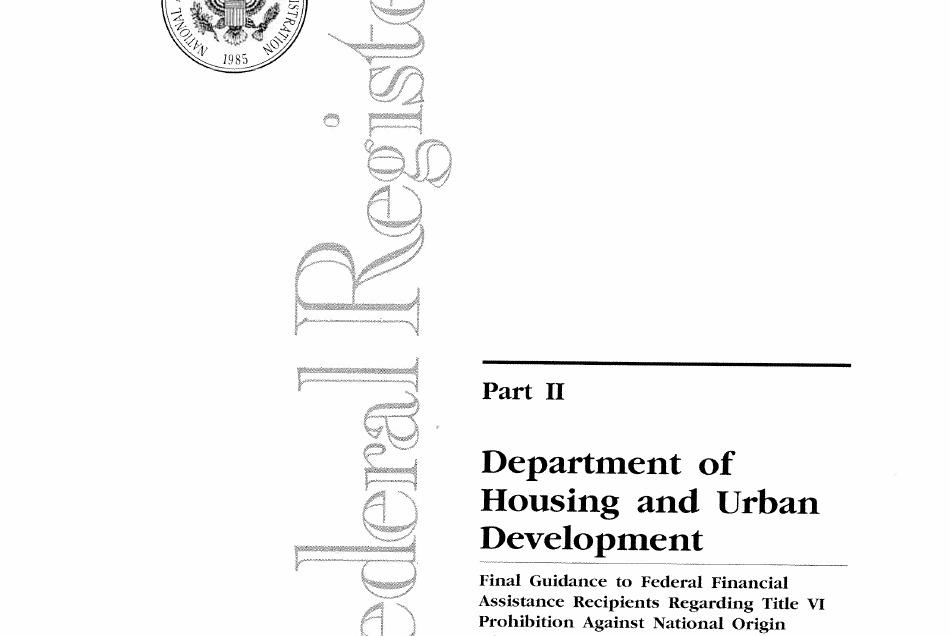 NATIONAL
ISTRATION
1985
ederal Registe
Part II
Department of
Housing and Urban
Development
Final Guidance to Federal Financial
Assistance Recipients Regarding Title VI
Prohibition Against National Origin